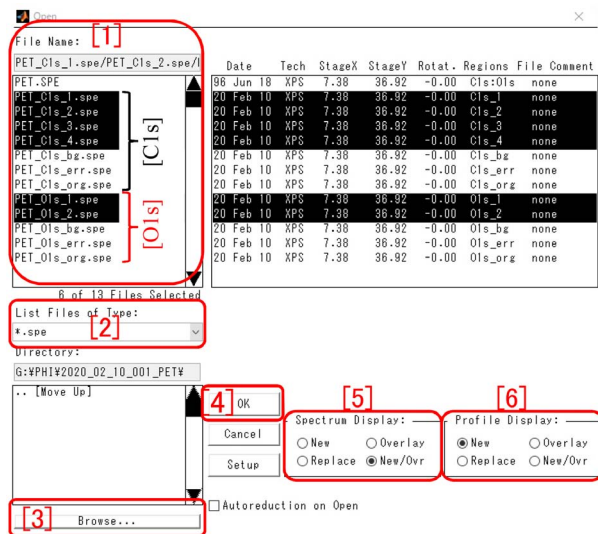 Open
File Name:
[1]
PET_C1s_1.spe/PET_C1s_2.spe/
Date Tech StageX StageY Rotat. Regions File Comment
PET.SPE
96 Jun 18 XPS 7.38 36.92 -0.00 C1s:O1s none
PET_C1s_1.spe
20 Feb 10 XPS 7.38 36.92 -0.00 C1s_1 none
PET_C1s_2.spe
20 Feb 10 XPS 7.38 36.92 -0.00 C1s_2 none
PET_C1s_3.spe
20 Feb 10 XPS 7.38 36.92 -0.00 C1s_3 none
PET_C1s_4.spe
20 Feb 10 XPS 7.38 36.92 -0.00 C1s_4 none
PET_C1s_bg.spe
20 Feb 10 XPS 7.38 36.92 -0.00 C1s_bg none
PET_C1s_err.spe
20 Feb 10 XPS 7.38 36.92 -0.00 C1s_err none
PET_C1s_org.spe
20 Feb 10 XPS 7.38 36.92 -0.00 C1s_org none
[C1s]
PET_O1s_1.spe
20 Feb 10 XPS 7.38 36.92 -0.00 O1s_1 none
PET_O1s_2.spe
20 Feb 10 XPS 7.38 36.92 -0.00 O1s_2 none
PET_O1s_bg.spe
20 Feb 10 XPS 7.38 36.92 -0.00 O1s_bg none
PET_O1s_err.spe
20 Feb 10 XPS 7.38 36.92 -0.00 O1s_err none
PET_O1s_org.spe
20 Feb 10 XPS 7.38 36.92 -0.00 O1s_org none
[O1s]
6 of 13 Files Selected
List Files of Type:
[2]
*.spe
Directory:
G:¥PHI¥2020_02_10_001_PET¥
.. [Move Up]
[4]
OK
Cancel
Setup
[5]
Spectrum Display:
New Overlay
Replace New/Ovr
[6]
Profile Display:
New Overlay
Replace New/Ovr
Autoreduction on Open
[3]
Browse...